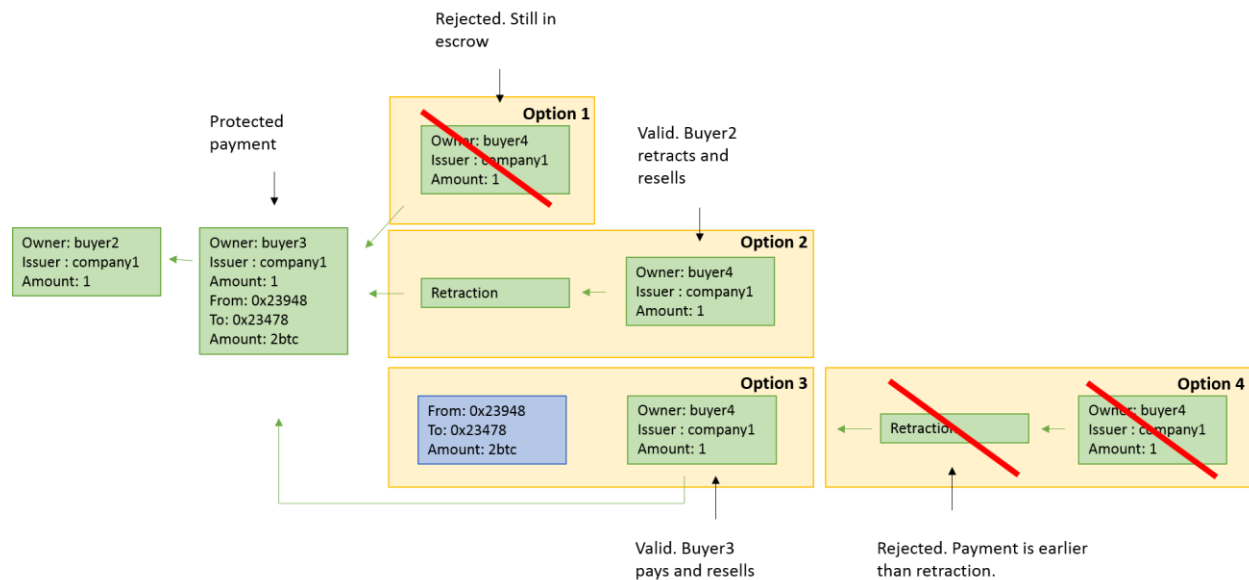 Rejected. Still in
escrow
Option 1
Owner: buyer4
Issuer : company1
Amount: 1
Protected
payment
Valid. Buyer2
retracts and
resells
Owner: buyer2
Issuer : company1
Amount: 1
Owner: buyer3
Issuer : company1
Amount: 1
From: 0x23948
To: 0x23478
Amount: 2btc
Option 2
Retraction
Owner: buyer4
Issuer : company1
Amount: 1
Option 3
From: 0x23948
To: 0x23478
Amount: 2btc
Owner: buyer4
Issuer : company1
Amount: 1
Option 4
Retraction
Owner: buyer4
Issuer : company1
Amount: 1
Valid. Buyer3
pays and resells
Rejected. Payment is earlier
than retraction.